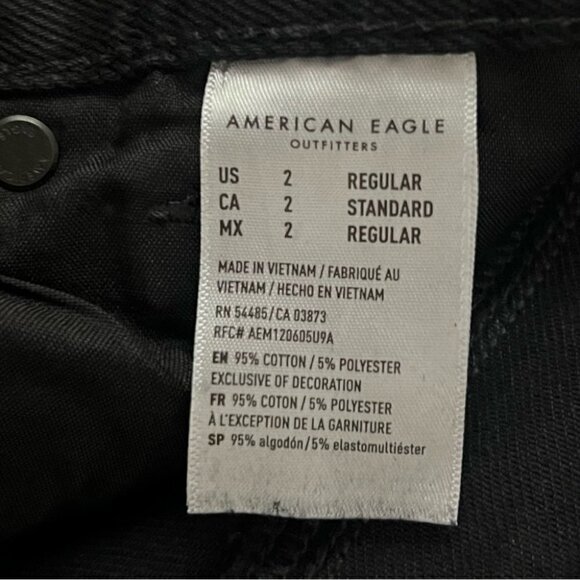 AMERICAN EAGLE
OUTFITTERS
US 2 REGULAR
CA 2 STANDARD
MX 2 REGULAR
MADE IN VIETNAM / FABRIQUÉ AU
VIETNAM / HECHO EN VIETNAM
RN 54485/CA 03873
RFC# AEM120605U9A
EN 95% COTTON / 5% POLYESTER
EXCLUSIVE OF DECORATION
FR 95% COTON / 5% POLYESTER
À L'EXCEPTION DE LA GARNITURE
SP 95% algodón/5% elastomultiéster